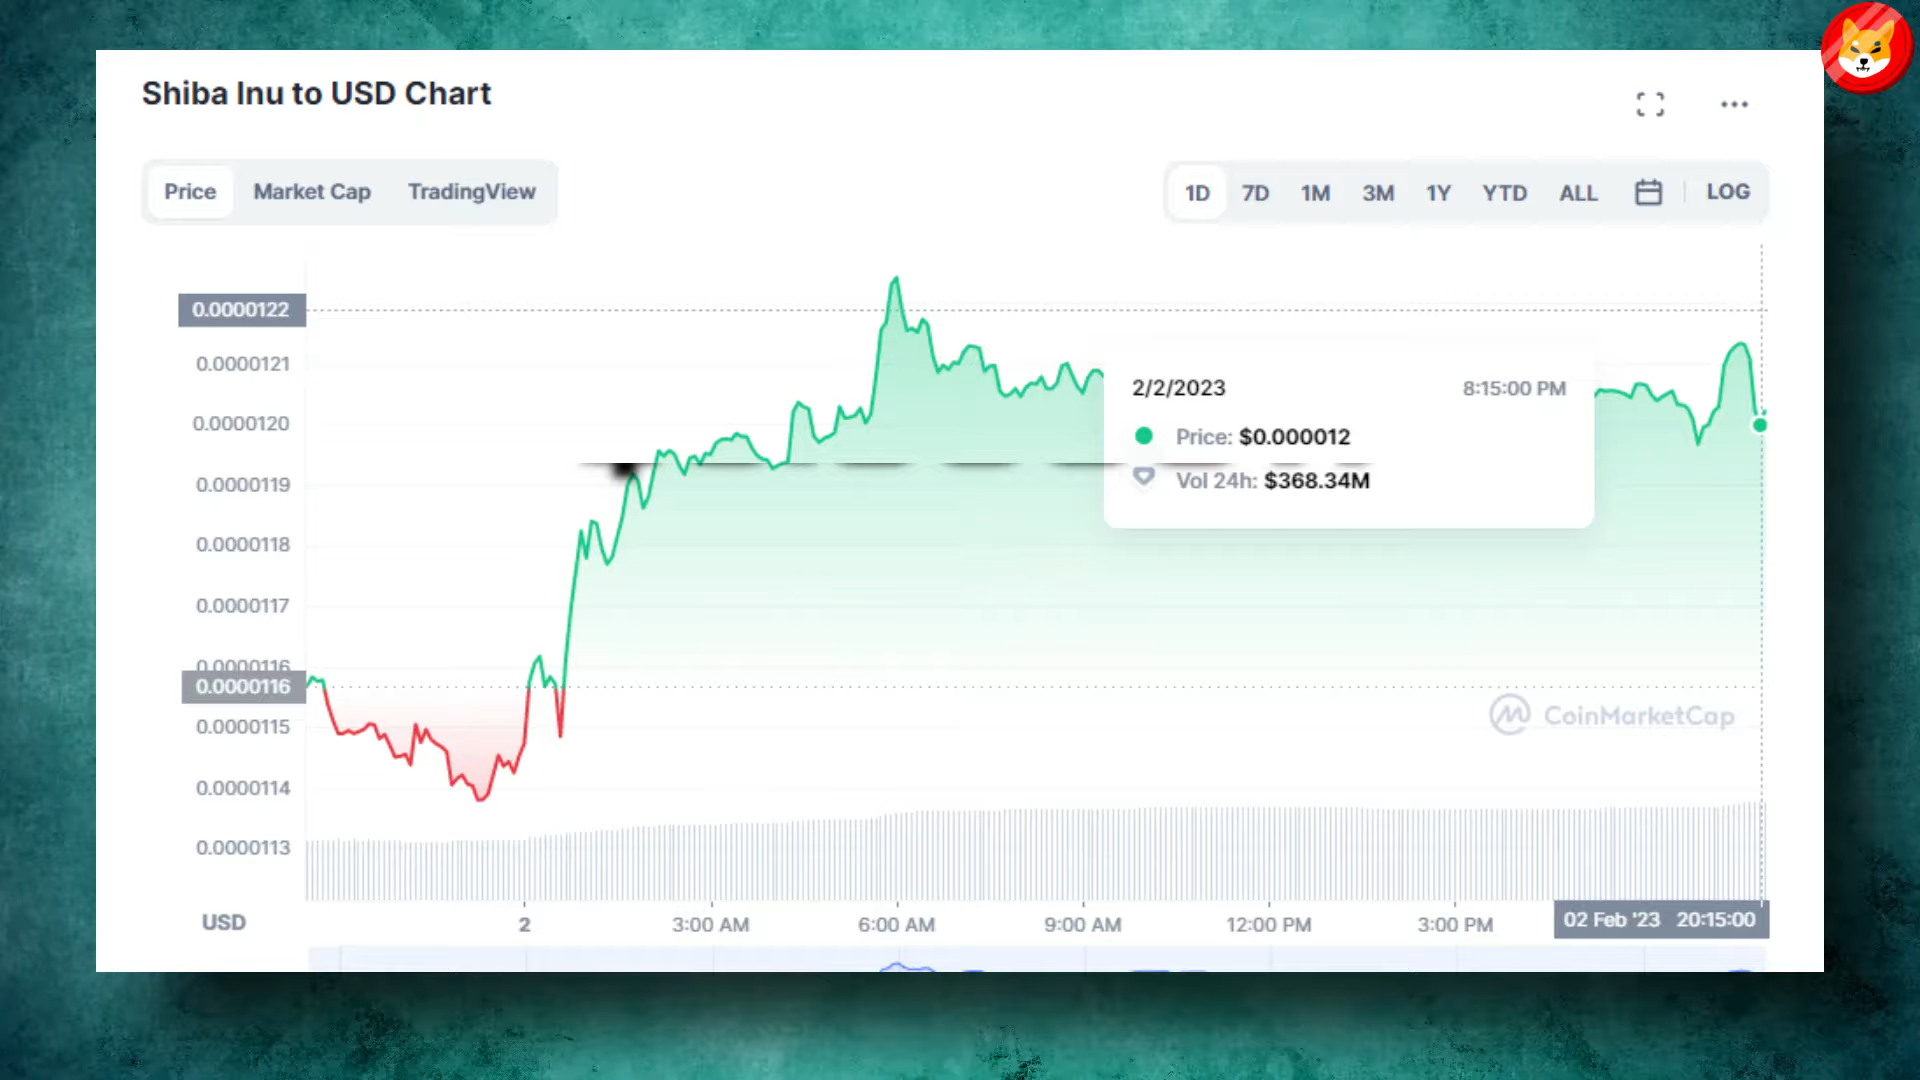 Shiba Inu to USD Chart
Price Market Cap TradingView
1D 7D 1M 3M 1Y YTD ALL LOG
0.0000122
0.0000121
0.0000120
0.0000119
0.0000118
0.0000117
0.0000116
0.0000116
0.0000115
0.0000114
0.0000113
2/2/2023 8:15:00 PM
Price: $0.000012
Vol 24h: $368.34M
CoinMarketCap
USD 2 3:00 AM 6:00 AM 9:00 AM 12:00 PM 3:00 PM 02 Feb '23 20:15:00